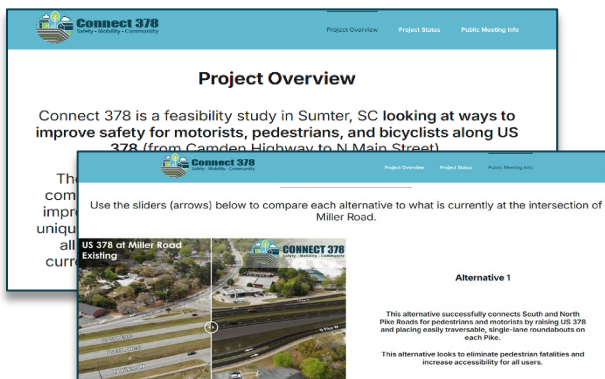 Connect 378
Safety - Mobility - Community
Project Overview
Project Status
Public Meeting Info
Project Overview
Connect 378 is a feasibility study in Sumter, SC looking at ways to
improve safety for motorists, pedestrians, and bicyclists along US
378 (from Camden Highway to N Main Street).
Connect 378
Safety - Mobility - Community
Project Overview
Project Status
Public Meeting Info
Use the sliders (arrows) below to compare each alternative to what is currently at the intersection of
Miller Road.
US 378 at Miller Road
Existing
CONNECT 378
Safety - Mobility - Community
N Pike W
Alternative 1
This alternative successfully connects South and North
Pike Roads for pedestrians and motorists by raising US 378
and placing easily traversable, single-lane roundabouts on
each Pike.
This alternative looks to eliminate pedestrian fatalities and
increase accessibility for all users.